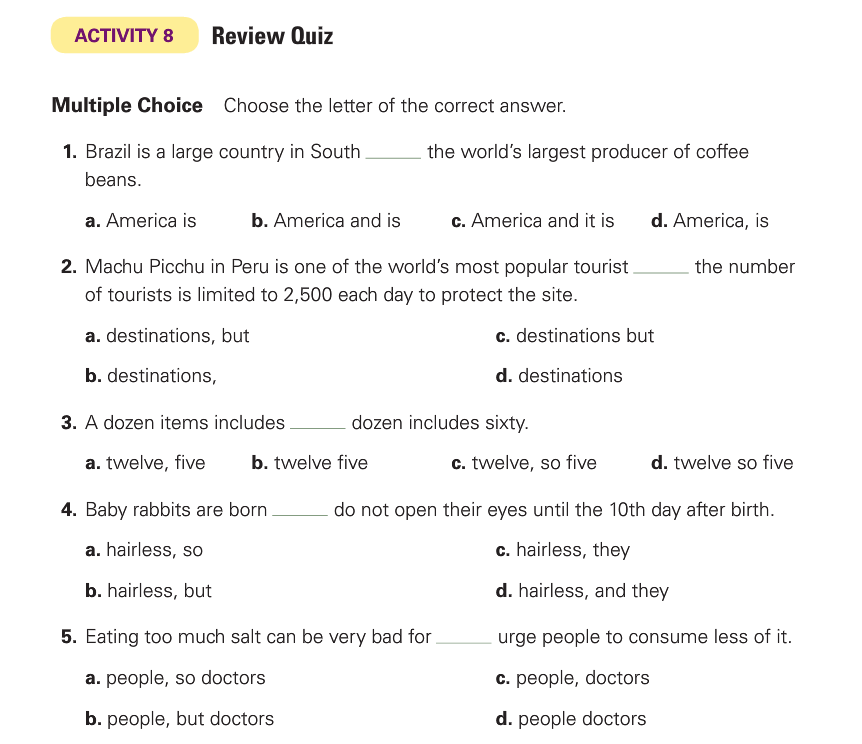 ACTIVITY 8 Review Quiz
Multiple Choice Choose the letter of the correct answer.
1. Brazil is a large country in South ______ the world’s largest producer of coffee
beans.
a. America is b. America and is c. America and it is d. America, is
2. Machu Picchu in Peru is one of the world’s most popular tourist ______ the number
of tourists is limited to 2,500 each day to protect the site.
a. destinations, but c. destinations but
b. destinations, d. destinations
3. A dozen items includes ______ dozen includes sixty.
a. twelve, five b. twelve five c. twelve, so five d. twelve so five
4. Baby rabbits are born ______ do not open their eyes until the 10th day after birth.
a. hairless, so c. hairless, they
b. hairless, but d. hairless, and they
5. Eating too much salt can be very bad for ______ urge people to consume less of it.
a. people, so doctors c. people, doctors
b. people, but doctors d. people doctors